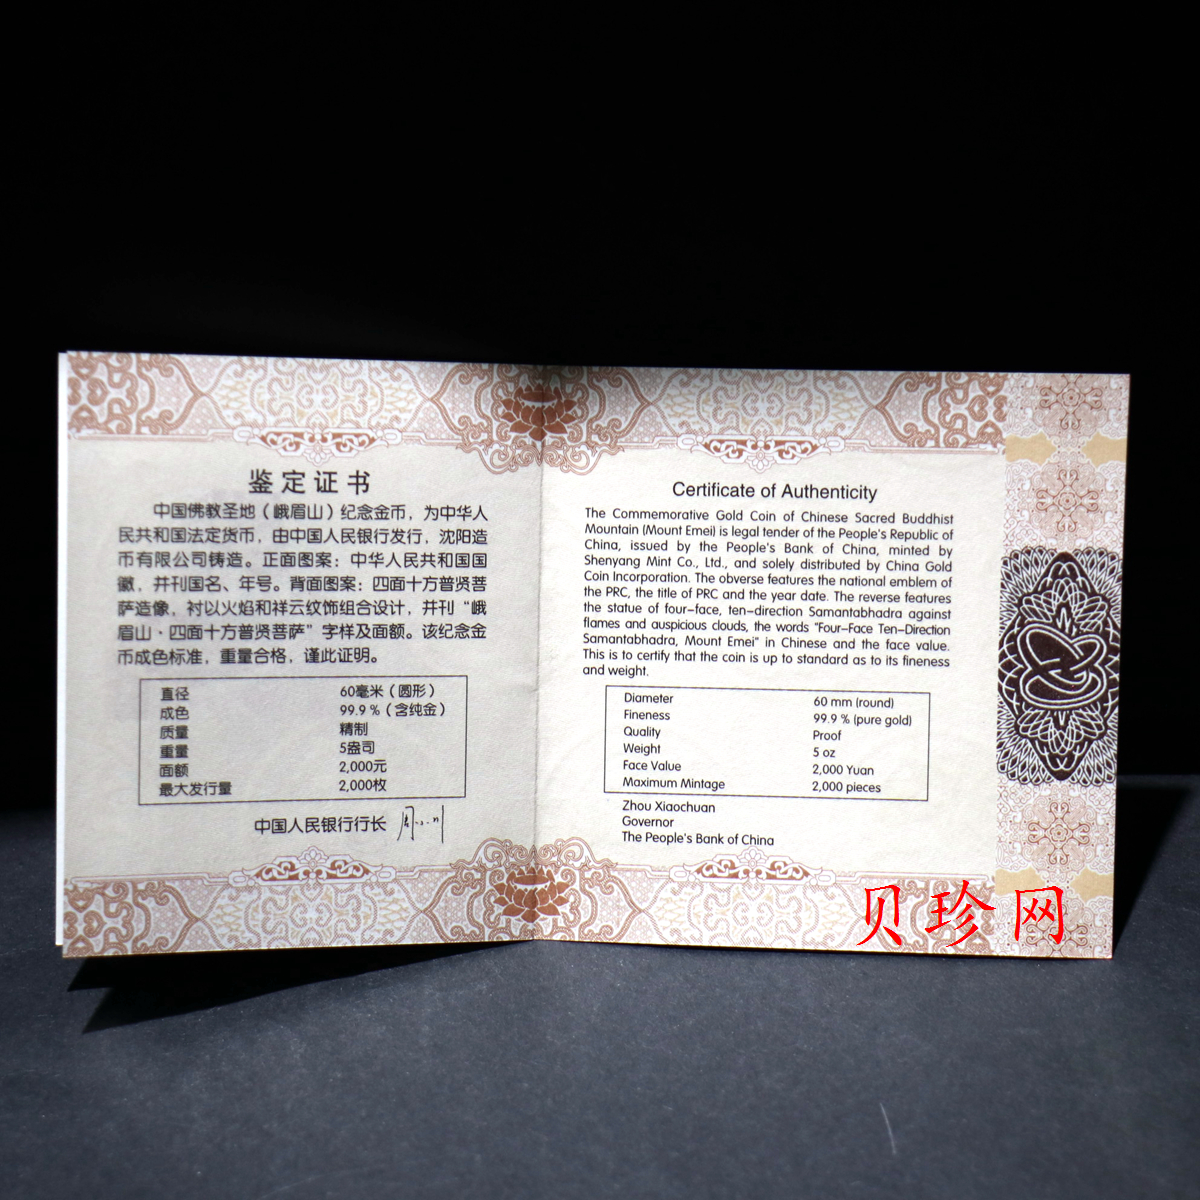 鉴定证书
中国佛教圣地（峨眉山）纪念金币，为中华人
民共和国法定货币，由中国人民银行发行，沈阳造
币有限公司铸造。正面图案：中华人民共和国国
徽，并刊国名、年号。背面图案：四面十方普贤菩
萨造像，衬以火焰和祥云纹饰组合设计，并刊“峨
眉山·四面十方普贤菩萨”字样及面额。该纪念金
币成色标准，重量合格，谨此证明。
直径 60毫米（圆形）
成色 99.9％（含纯金）
质量 精制
重量 5盎司
面额 2,000元
最大发行量 2,000枚
中国人民银行行长
Certificate of Authenticity
The Commemorative Gold Coin of Chinese Sacred Buddhist
Mountain (Mount Emei) is legal tender of the People's Republic of
China, issued by the People's Bank of China, minted by
Shenyang Mint Co., Ltd., and solely distributed by China Gold
Coin Incorporation. The obverse features the national emblem of
the PRC, the title of PRC and the year date. The reverse features
the statue of four–face, ten–direction Samantabhadra against
flames and auspicious clouds, the words "Four–Face Ten–Direction
Samantabhadra, Mount Emei" in Chinese and the face value.
This is to certify that the coin is up to standard as to its fineness
and weight.
Diameter 60 mm (round)
Fineness 99.9 % (pure gold)
Quality Proof
Weight 5 oz
Face Value 2,000 Yuan
Maximum Mintage 2,000 pieces
Zhou Xiaochuan
Governor
The People's Bank of China
贝珍网